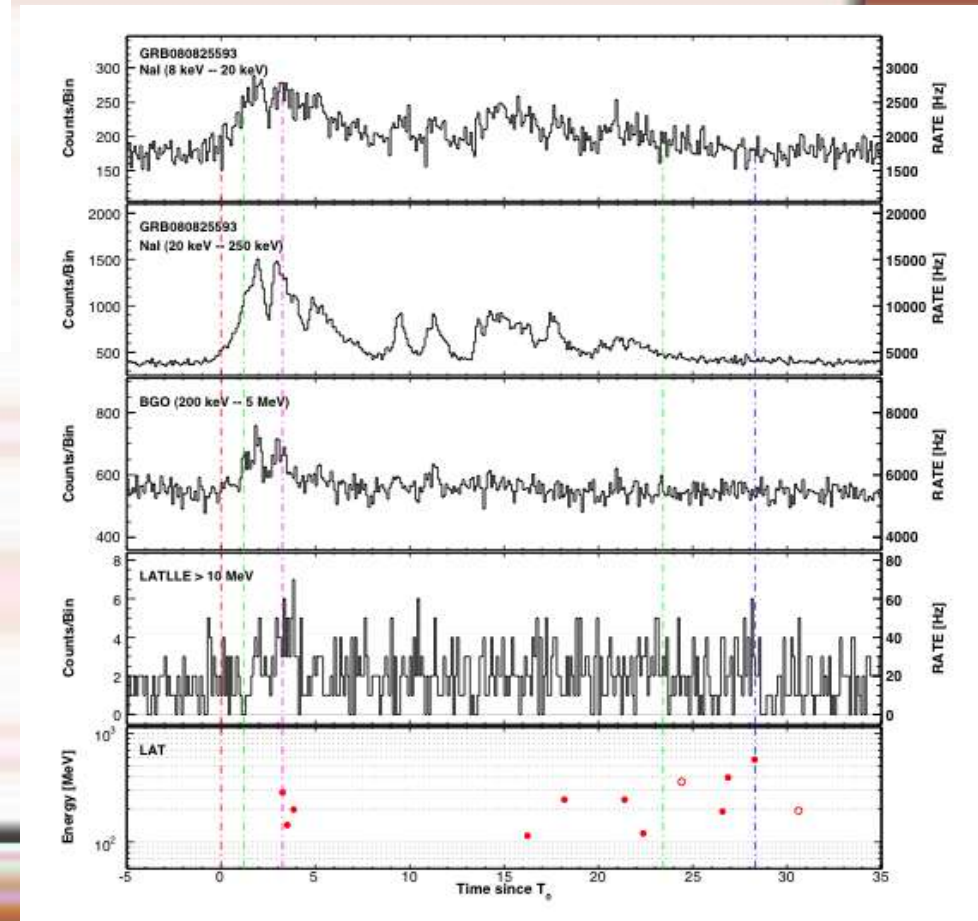 GRB080825593
NaI (8 keV -- 20 keV)
Counts/Bin
300
250
200
150
3000
2500
2000
1500
RATE [Hz]
GRB080825593
NaI (20 keV -- 250 keV)
Counts/Bin
2000
1500
1000
500
20000
15000
10000
5000
RATE [Hz]
BGO (200 keV -- 5 MeV)
Counts/Bin
800
600
400
8000
6000
4000
RATE [Hz]
LATLLE > 10 MeV
Counts/Bin
8
6
4
2
0
80
60
40
20
0
RATE [Hz]
LAT
Energy [MeV]
10³
10²
-5 0 5 10 15 20 25 30 35
Time since T₀